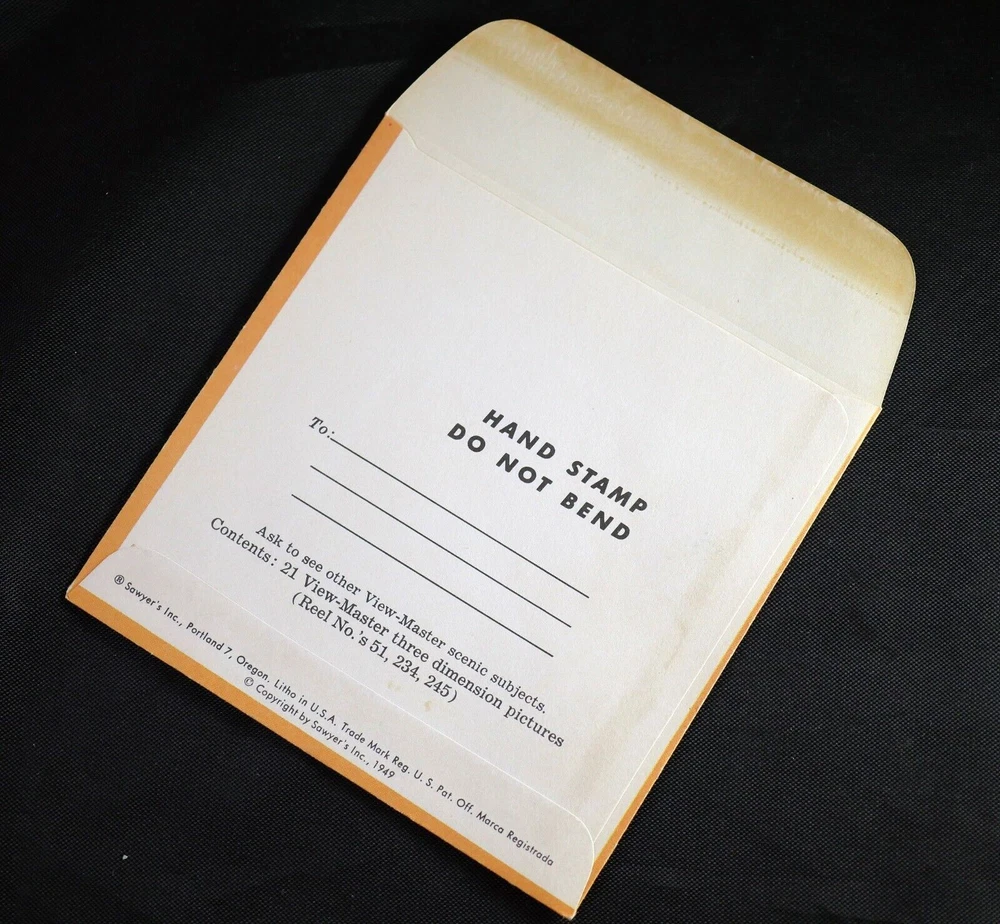 HAND STAMP
DO NOT BEND
To:
Ask to see other View-Master scenic subjects.
Contents: 21 View-Master three dimension pictures
(Reel No.'s 51, 234, 245)
® Sawyer's Inc., Portland 7, Oregon, Litho in U.S.A. Trade Mark Reg. U. S. Pat. Off. Marca Registrada
© Copyright by Sawyer's Inc., 1949